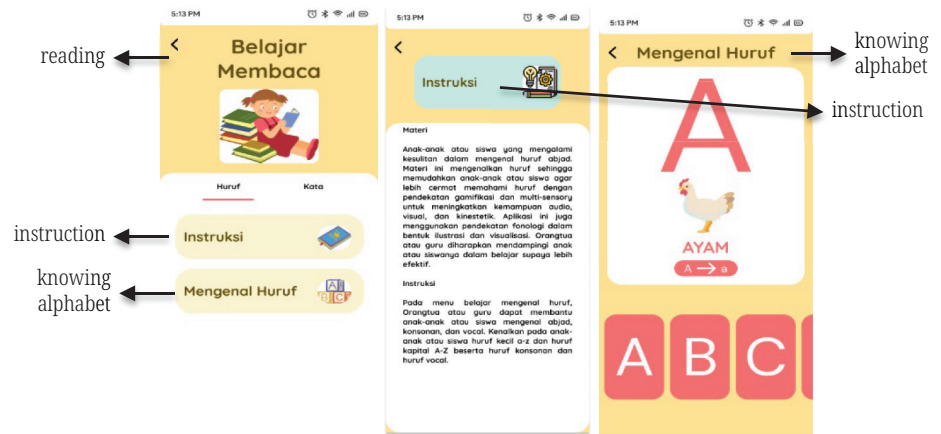 reading
instruction
knowing
alphabet
5:13 PM
Belajar
Membaca
Huruf Kata
Instruksi
Mengenal Huruf
5:13 PM
Instruksi
Materi
Anak-anak atau siswa yang mengalami
kesulitan dalam mengenal huruf abjad.
Materi ini mengenalkan huruf sehingga
memudahkan anak-anak atau siswa agar
lebih cermat memahami huruf dengan
pendekatan gamifikasi dan multi-sensory
untuk meningkatkan kemampuan audio,
visual, dan kinestetik. Aplikasi ini juga
menggunakan pendekatan fonologi dalam
bentuk ilustrasi dan visualisasi. Orangtua
atau guru diharapkan mendampingi anak
atau siswanya dalam belajar supaya lebih
efektif.
Instruksi
Pada menu belajar mengenal huruf,
Orangtua atau guru dapat membantu
anak-anak atau siswa mengenal abjad,
konsonan, dan vocal. Kenalkan pada anak-
anak atau siswa huruf kecil a-z dan huruf
kapital A-Z beserta huruf konsonan dan
huruf vocal.
5:13 PM
Mengenal Huruf
A
AYAM
A → a
A B C
knowing
alphabet
instruction